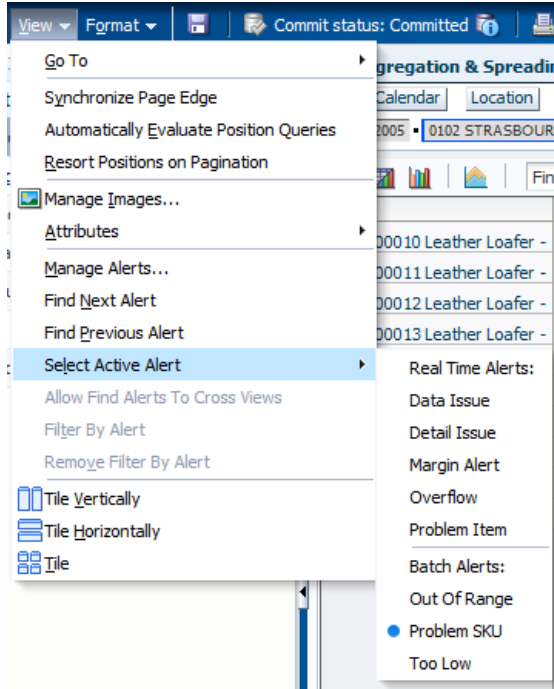 View Format Commit status: Committed
Go To
Synchronize Page Edge
Automatically Evaluate Position Queries
Resort Positions on Pagination
Manage Images...
Attributes
Manage Alerts...
Find Next Alert
Find Previous Alert
Select Active Alert
Allow Find Alerts To Cross Views
Filter By Alert
Remove Filter By Alert
Tile Vertically
Tile Horizontally
Tile
gregation & Spreadin
Calendar Location
2005 0102 STRASBOUR
Fin
00010 Leather Loafer -
00011 Leather Loafer -
00012 Leather Loafer -
00013 Leather Loafer -
Real Time Alerts:
Data Issue
Detail Issue
Margin Alert
Overflow
Problem Item
Batch Alerts:
Out Of Range
Problem SKU
Too Low